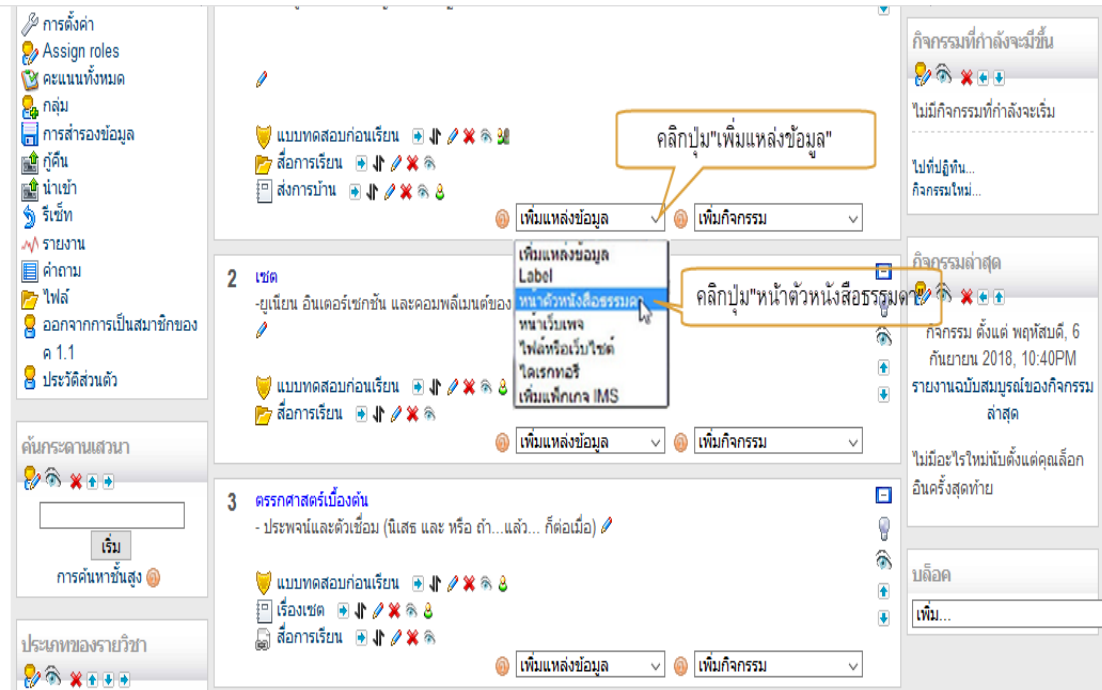 การตั้งค่า
Assign roles
คะแนนทั้งหมด
กลุ่ม
การสำรองข้อมูล
กู้คืน
นำเข้า
รีเซ็ท
รายงาน
คำถาม
ไฟล์
ออกจากการเป็นสมาชิกของ
ค 1.1
ประวัติส่วนตัว
ค้นกระดานเสวนา
เริ่ม
การค้นหาชั้นสูง
ประเภทของรายวิชา
แบบทดสอบก่อนเรียน
สื่อการเรียน
ส่งการบ้าน
คลิกปุ่ม"เพิ่มแหล่งข้อมูล"
เพิ่มแหล่งข้อมูล
เพิ่มกิจกรรม
เพิ่มแหล่งข้อมูล
Label
หน้าตัวหนังสือธรรมดา
หน้าเว็บเพจ
ไฟล์หรือเว็บไซต์
ไดเรกทอรี
เพิ่มแพ็กเกจ IMS
คลิกปุ่ม"หน้าตัวหนังสือธรรมดา"
2 เซต
-ยูเนียน อินเตอร์เซกชัน และคอมพลีเมนต์ของ
แบบทดสอบก่อนเรียน
สื่อการเรียน
เพิ่มแหล่งข้อมูล
เพิ่มกิจกรรม
3 ตรรกศาสตร์เบื้องต้น
- ประพจน์และตัวเชื่อม (นิเสธ และ หรือ ถ้า...แล้ว... ก็ต่อเมื่อ)
แบบทดสอบก่อนเรียน
เรื่องเซต
สื่อการเรียน
เพิ่มแหล่งข้อมูล
เพิ่มกิจกรรม
กิจกรรมที่กำลังจะมีขึ้น
ไม่มีกิจกรรมที่กำลังจะเริ่ม
ไปที่ปฏิทิน...
กิจกรรมใหม่...
กิจกรรมล่าสุด
กิจกรรม ตั้งแต่ พฤหัสบดี, 6
กันยายน 2018, 10:40PM
รายงานฉบับสมบูรณ์ของกิจกรรม
ล่าสุด
ไม่มีอะไรใหม่นับตั้งแต่คุณล็อก
อินครั้งสุดท้าย
บล็อค
เพิ่ม...